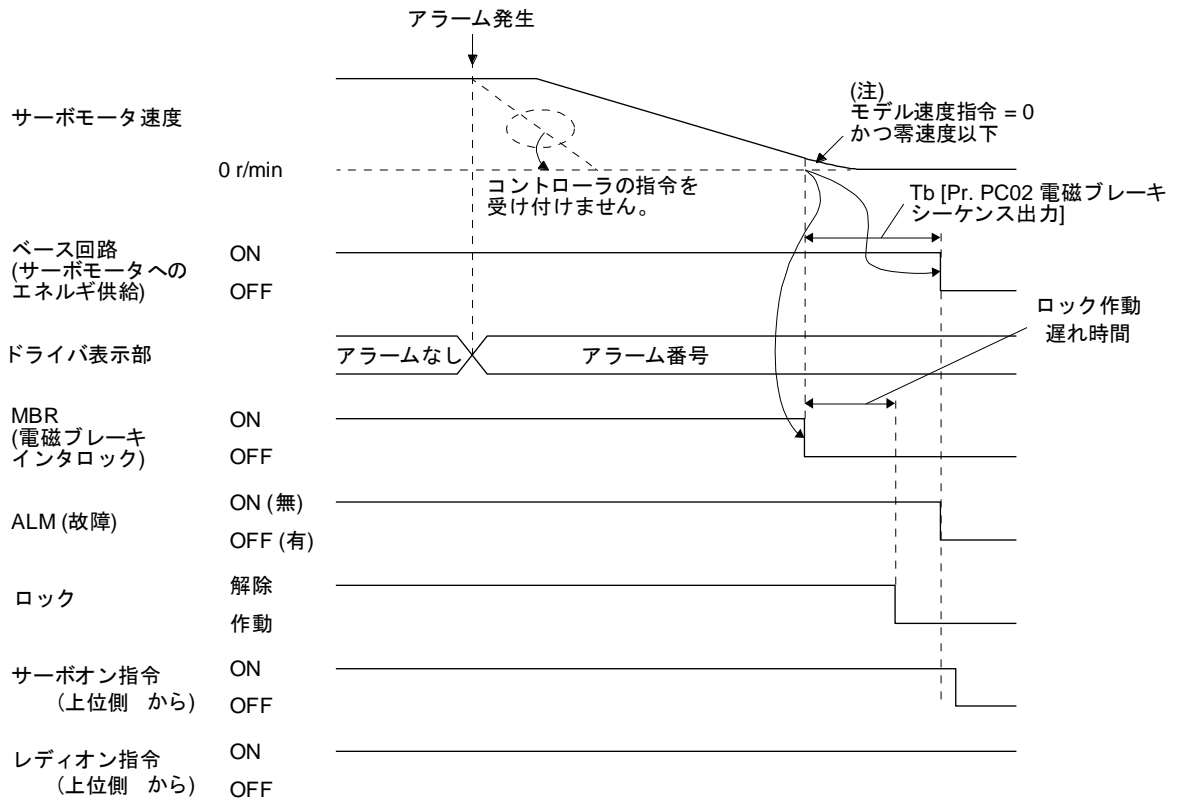 アラーム発生
サーボモータ速度
0 r/min
(注)
モデル速度指令 = 0
かつ零速度以下
コントローラの指令を
受け付けません。
Tb [Pr. PC02 電磁ブレーキ
シーケンス出力]
ベース回路
(サーボモータへの
エネルギ供給)
ON
OFF
ロック作動
遅れ時間
ドライバ表示部
アラームなし
アラーム番号
MBR
(電磁ブレーキ
インタロック)
ON
OFF
ALM (故障)
ON (無)
OFF (有)
ロック
解除
作動
サーボオン指令
(上位側 から)
ON
OFF
レディオン指令
(上位側 から)
ON
OFF